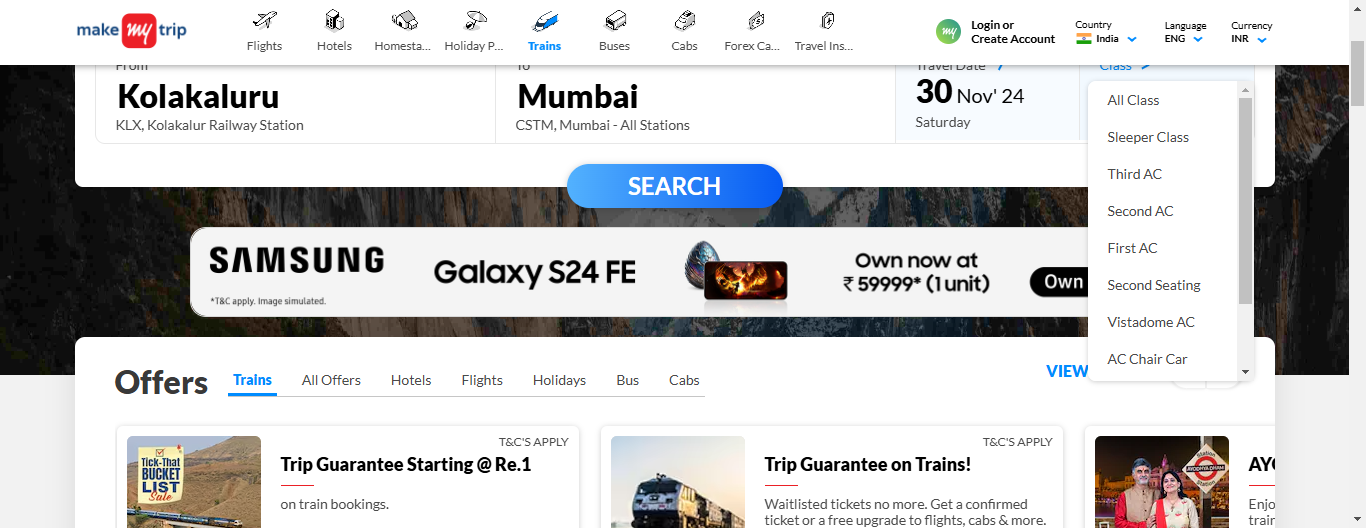 make my trip
Flights
Hotels
Homesta...
Holiday P...
Trains
Buses
Cabs
Forex Ca...
Travel Ins...
my
Login or
Create Account
Country
India
Language
ENG
Currency
INR
From
Kolakaluru
KLX, Kolakalur Railway Station
To
Mumbai
CSTM, Mumbai - All Stations
Travel Date
30 Nov' 24
Saturday
Class
All Class
Sleeper Class
Third AC
Second AC
First AC
Second Seating
Vistadome AC
AC Chair Car
SEARCH
SAMSUNG
*T&C apply. Image simulated.
Galaxy S24 FE
Own now at
₹ 59999* (1 unit)
Own
Offers
Trains
All Offers
Hotels
Flights
Holidays
Bus
Cabs
VIEW
TICK-THAT
BUCKET
LIST
Sale
T&C'S APPLY
Trip Guarantee Starting @ Re.1
on train bookings.
T&C'S APPLY
Trip Guarantee on Trains!
Waitlisted tickets no more. Get a confirmed
ticket or a free upgrade to flights, cabs & more.
Station
AYODHYA DHAM
Station
AYO
Enjo
train